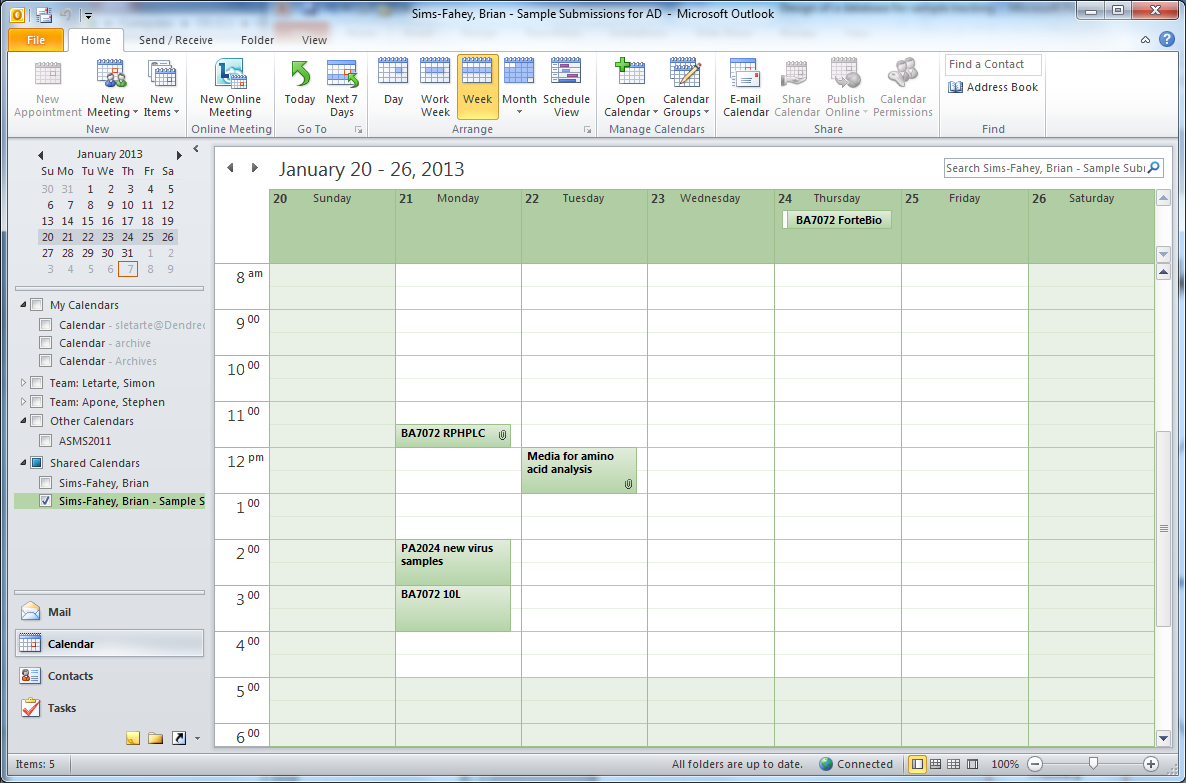 Sims-Fahey, Brian - Sample Submissions for AD - Microsoft Outlook
File Home Send / Receive Folder View
New Appointment
New Meeting
New Items
New Online Meeting
Today
Next 7 Days
Day
Work Week
Week
Month
Schedule View
Open Calendar
Calendar Groups
E-mail Calendar
Share Calendar
Publish Online
Calendar Permissions
Find a Contact
Address Book
New
Online Meeting
Go To
Arrange
Manage Calendars
Share
Find
January 2013
Su Mo Tu We Th Fr Sa
30 31 1 2 3 4 5
6 7 8 9 10 11 12
13 14 15 16 17 18 19
20 21 22 23 24 25 26
27 28 29 30 31 1 2
3 4 5 6 7 8 9
My Calendars
Calendar - sletarte@Dendreo
Calendar - archive
Calendar - Archives
Team: Letarte, Simon
Team: Apone, Stephen
Other Calendars
ASMS2011
Shared Calendars
Sims-Fahey, Brian
Sims-Fahey, Brian - Sample S
Mail
Calendar
Contacts
Tasks
January 20 - 26, 2013
Search Sims-Fahey, Brian - Sample Subi
20 Sunday
21 Monday
22 Tuesday
23 Wednesday
24 Thursday
25 Friday
26 Saturday
BA7072 ForteBio
8 am
9 00
10 00
11 00
BA7072 RPHPLC
12 pm
Media for amino
acid analysis
1 00
2 00
PA2024 new virus
samples
3 00
BA7072 10L
4 00
5 00
6 00
Items: 5
All folders are up to date.
Connected
100%